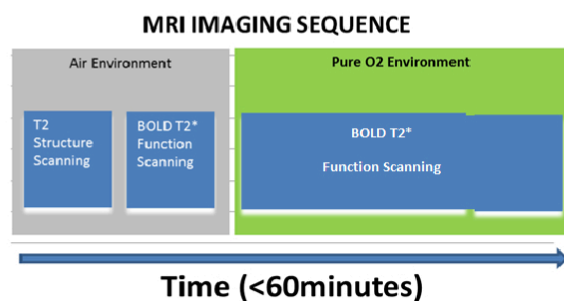 MRI IMAGING SEQUENCE
Air Environment
Pure O2 Environment
T2
Structure
Scanning
BOLD T2*
Function
Scanning
BOLD T2*
Function Scanning
Time (<60minutes)